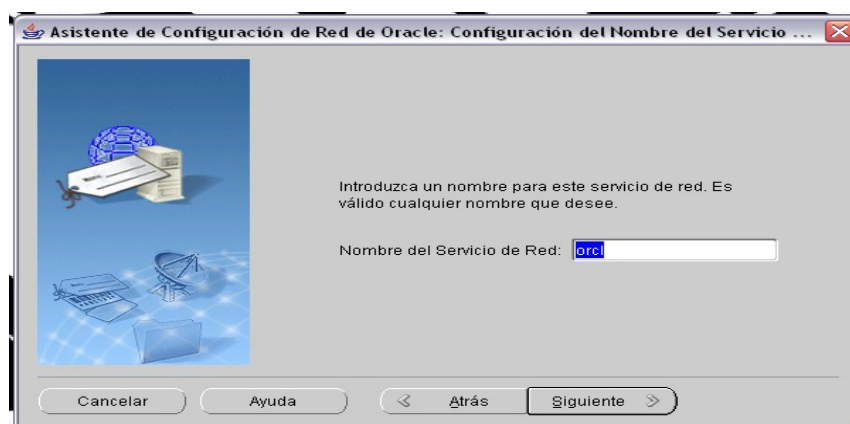 Asistente de Configuración de Red de Oracle: Configuración del Nombre del Servicio ...
Introduzca un nombre para este servicio de red. Es
válido cualquier nombre que desee.
Nombre del Servicio de Red: orcl
Cancelar Ayuda Atrás Siguiente